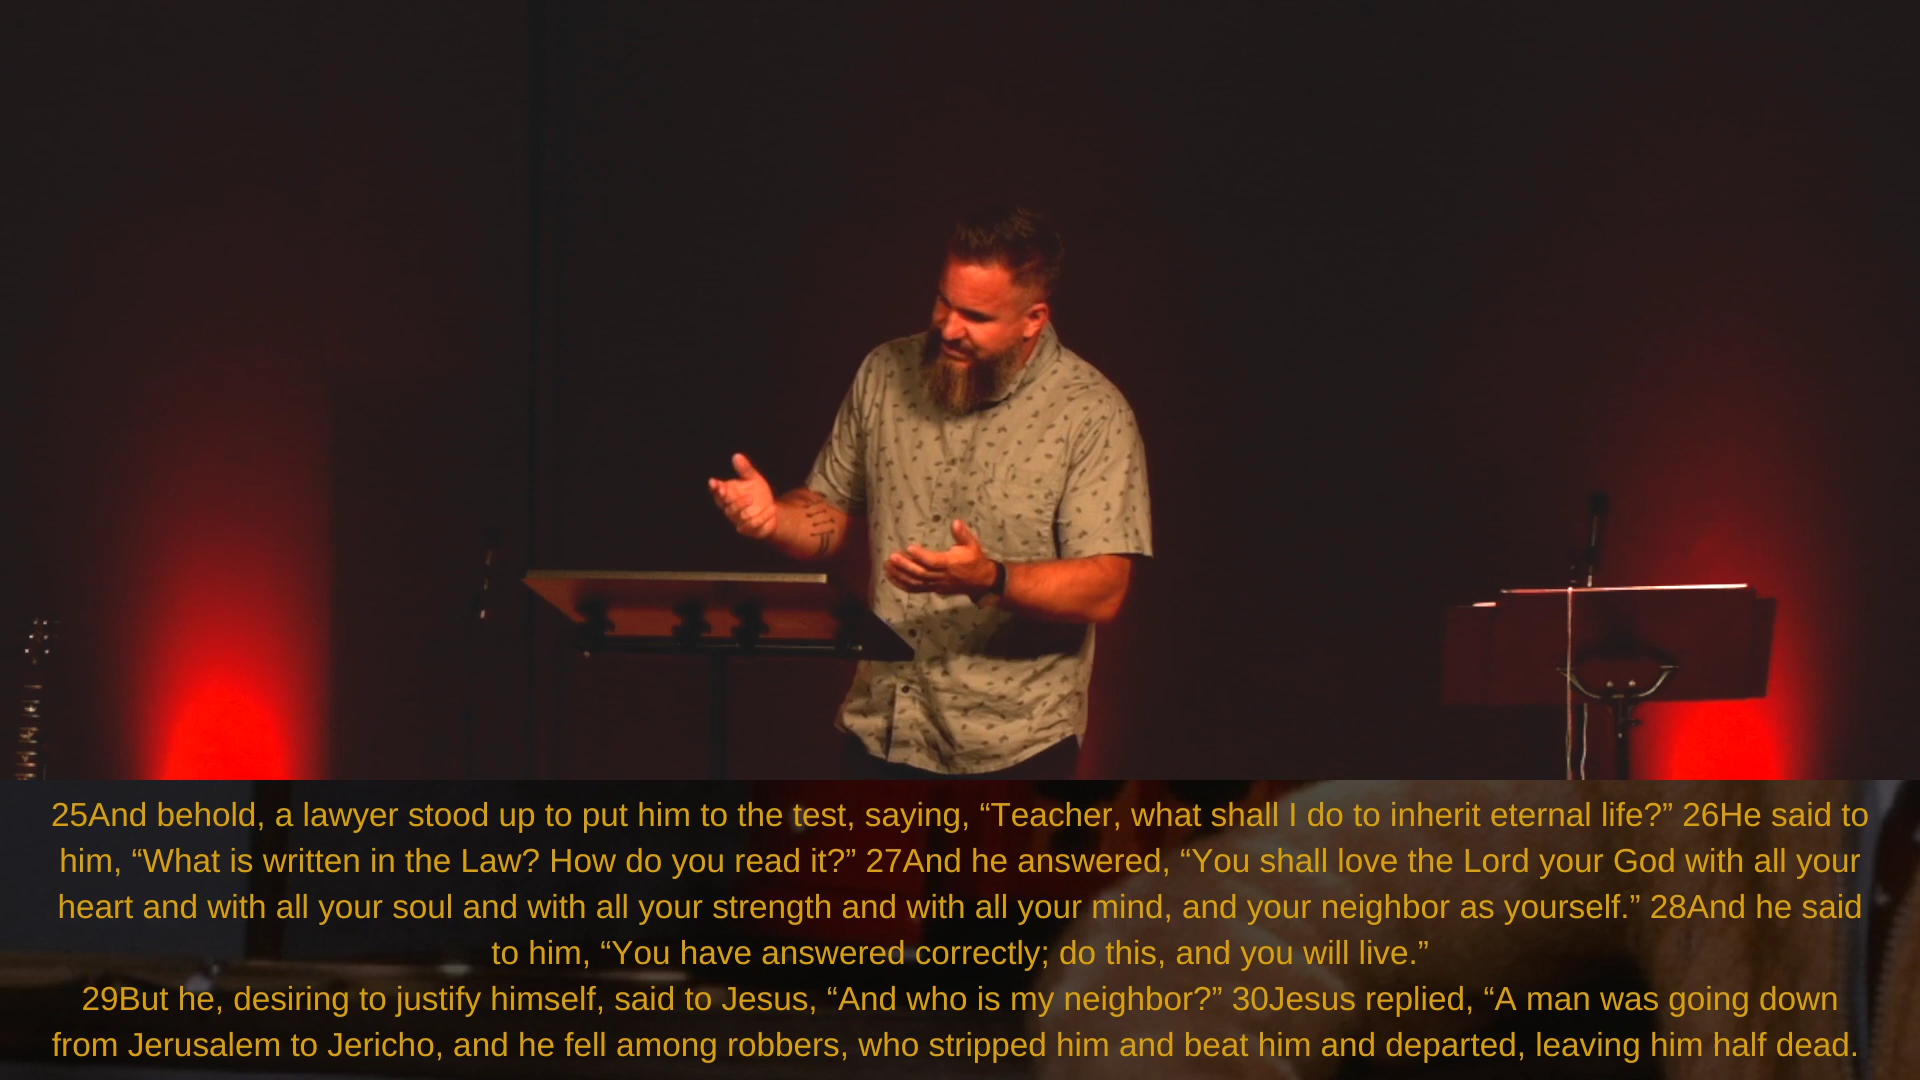 25And behold, a lawyer stood up to put him to the test, saying, “Teacher, what shall I do to inherit eternal life?” 26He said to
him, “What is written in the Law? How do you read it?” 27And he answered, “You shall love the Lord your God with all your
heart and with all your soul and with all your strength and with all your mind, and your neighbor as yourself.” 28And he said
to him, “You have answered correctly; do this, and you will live.”
29But he, desiring to justify himself, said to Jesus, “And who is my neighbor?” 30Jesus replied, “A man was going down
from Jerusalem to Jericho, and he fell among robbers, who stripped him and beat him and departed, leaving him half dead.